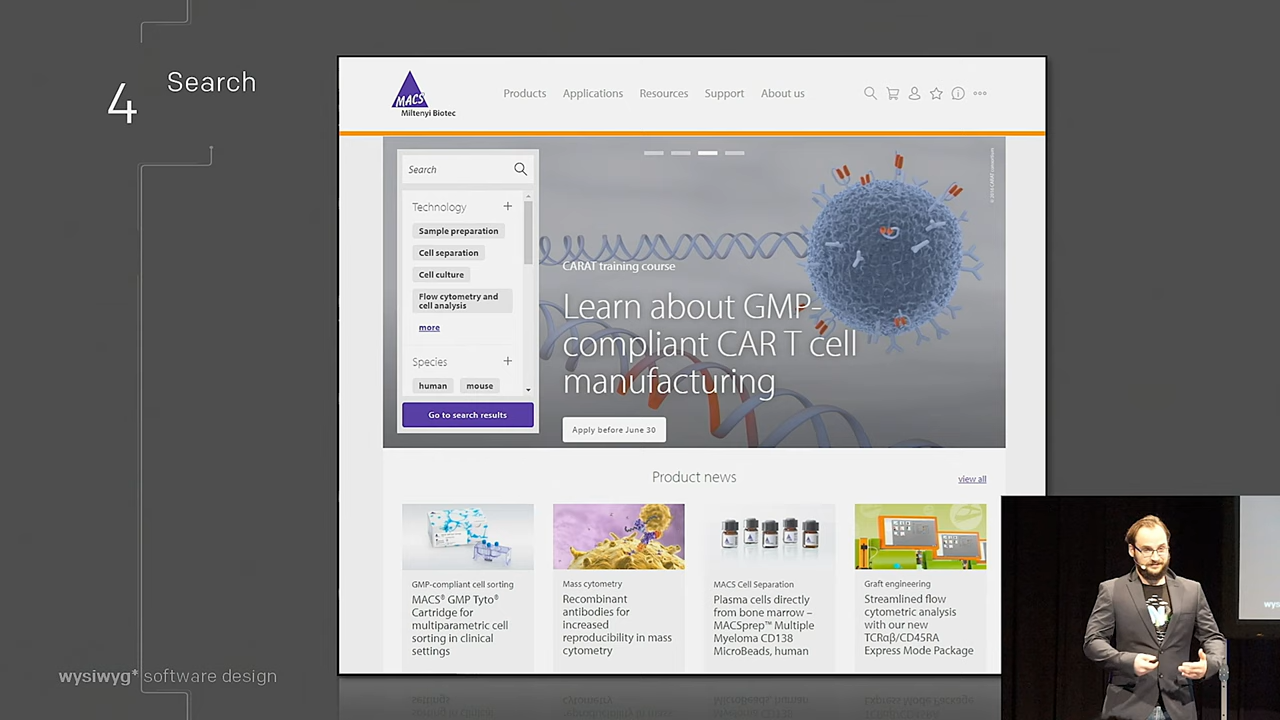 4
Search
MACS
Miltenyi Biotec
Products
Applications
Resources
Support
About us
Search
Technology
Sample preparation
Cell separation
Cell culture
Flow cytometry and
cell analysis
more
Species
human
mouse
Go to search results
CARAT training course
Learn about GMP-
compliant CAR T cell
manufacturing
Apply before June 30
Product news
view all
GMP-compliant cell sorting
MACS® GMP Tyto®
Cartridge for
multiparametric cell
sorting in clinical
settings
Mass cytometry
Recombinant
antibodies for
increased
reproducibility in mass
cytometry
MACS Cell Separation
Plasma cells directly
from bone marrow –
MACSprep™ Multiple
Myeloma CD138
MicroBeads, human
Graft engineering
Streamlined flow
cytometric analysis
with our new
TCRαβ/CD45RA
Express Mode Package
wysiwyg* software design
wys